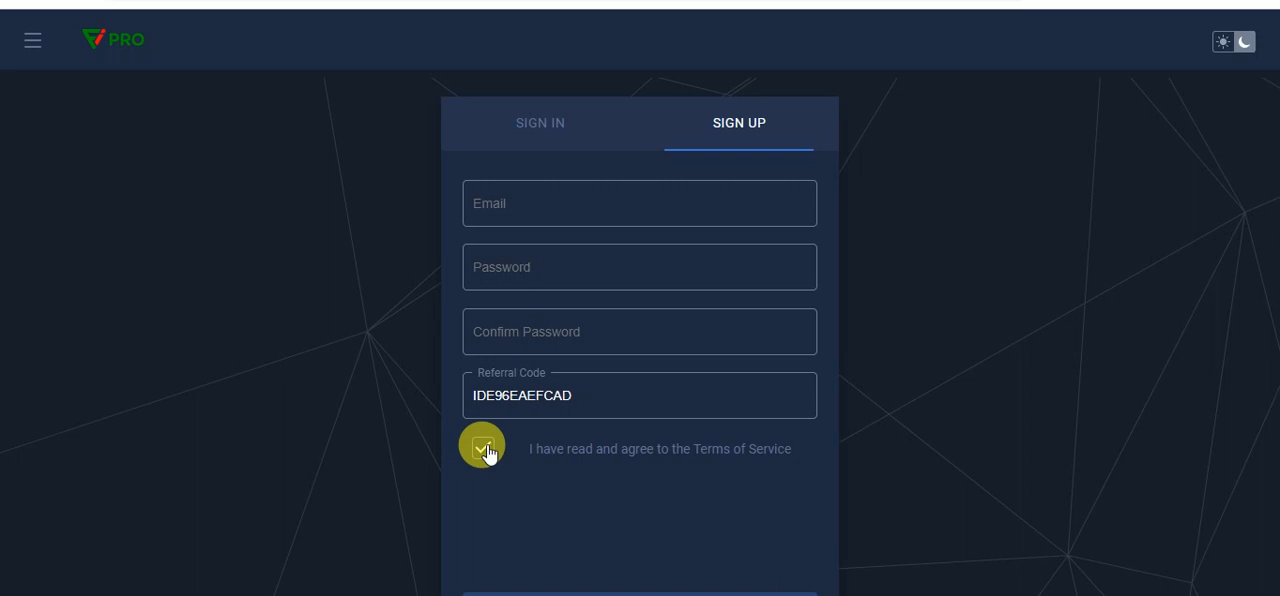 PRO
SIGN IN
SIGN UP
Email
Password
Confirm Password
Referral Code
IDE96EAEFCAD
I have read and agree to the Terms of Service